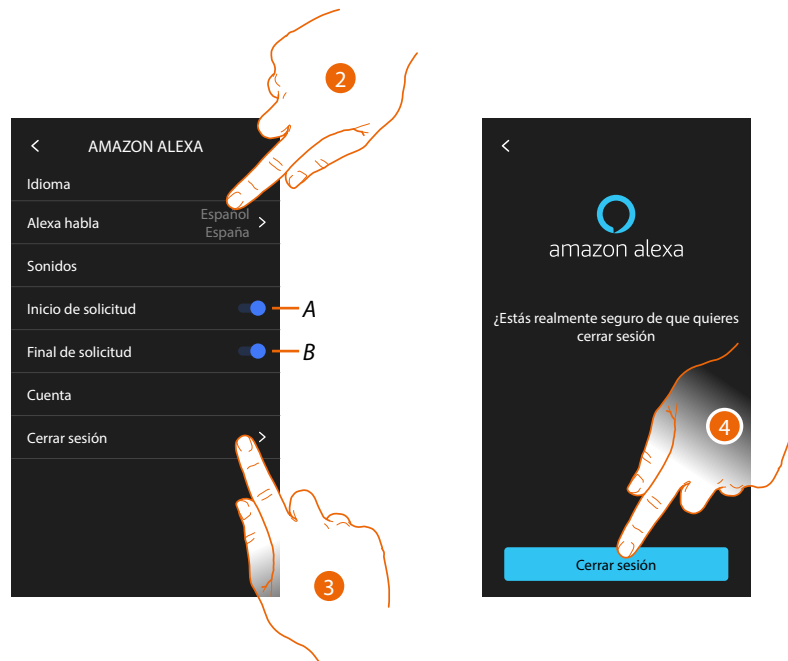 2
< AMAZON ALEXA
Idioma
Alexa habla
Español
España
>
Sonidos
Inicio de solicitud
A
Final de solicitud
B
Cuenta
Cerrar sesión >
3
<
amazon alexa
¿Estás realmente seguro de que quieres
cerrar sesión
4
Cerrar sesión